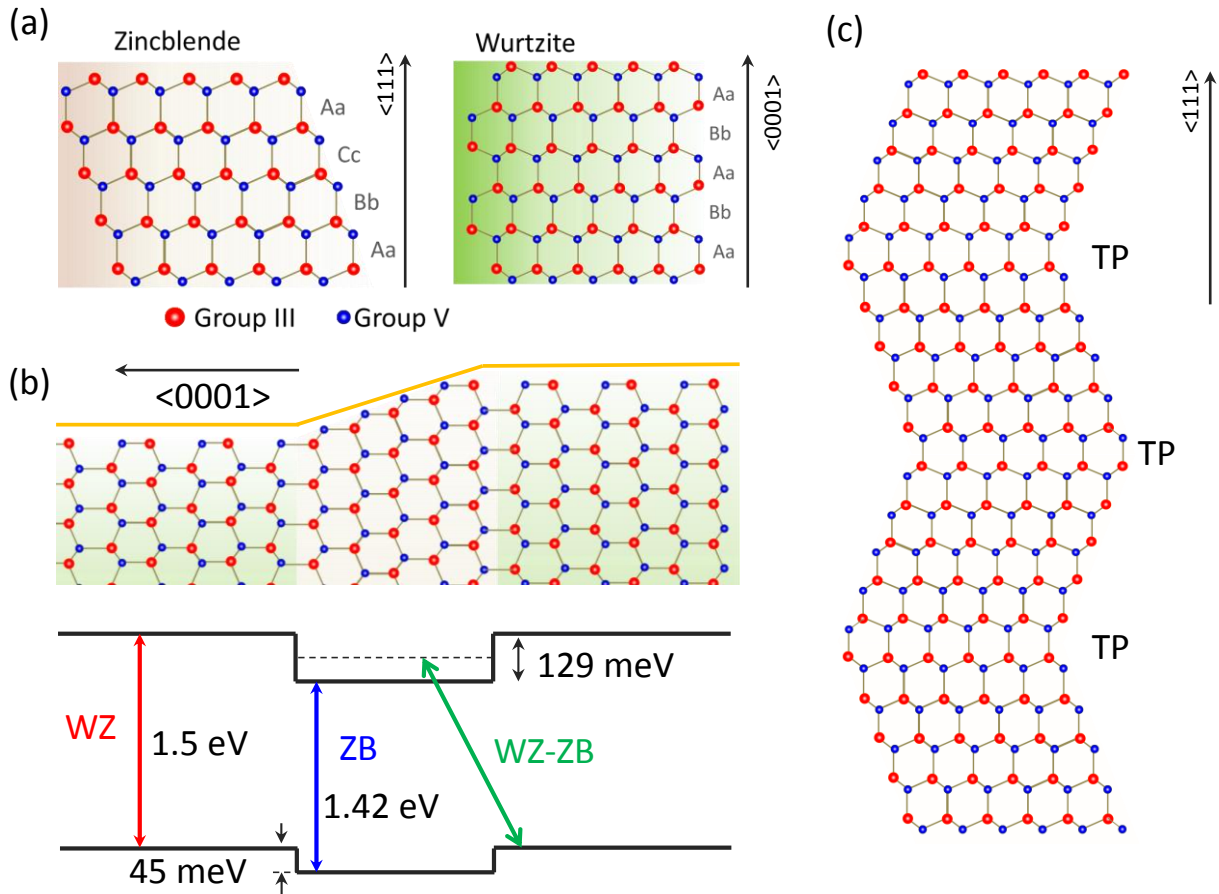 (a)
Zincblende
Aa
Cc
Bb
Aa
<111>
Wurtzite
Aa
Bb
Aa
Bb
Aa
<0001>
Group III
Group V
(b)
<0001>
WZ
1.5 eV
ZB
1.42 eV
WZ-ZB
129 meV
45 meV
(c)
<111>
TP
TP
TP